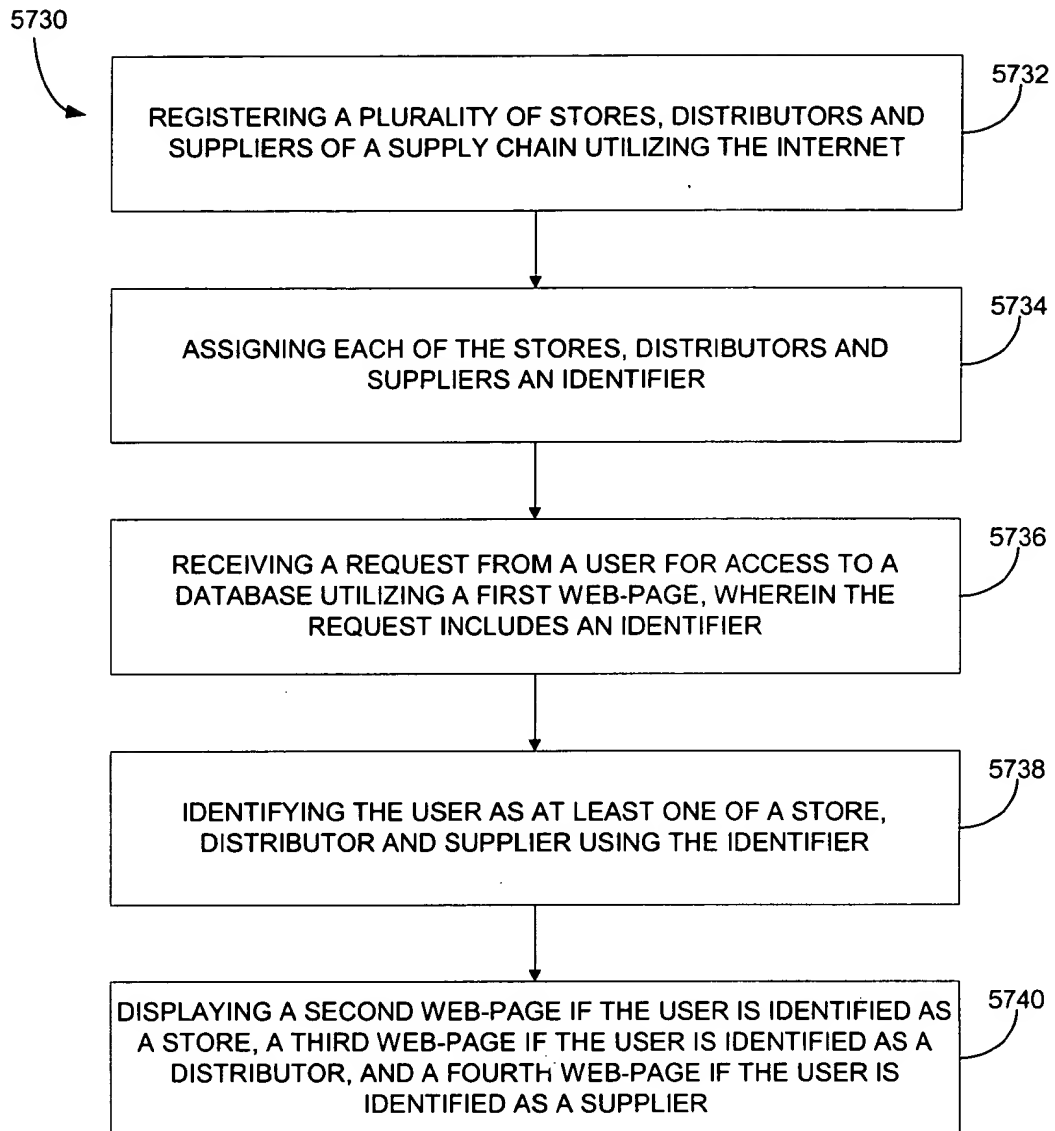 5730
5732
REGISTERING A PLURALITY OF STORES, DISTRIBUTORS AND
SUPPLIERS OF A SUPPLY CHAIN UTILIZING THE INTERNET
5734
ASSIGNING EACH OF THE STORES, DISTRIBUTORS AND
SUPPLIERS AN IDENTIFIER
5736
RECEIVING A REQUEST FROM A USER FOR ACCESS TO A
DATABASE UTILIZING A FIRST WEB-PAGE, WHEREIN THE
REQUEST INCLUDES AN IDENTIFIER
5738
IDENTIFYING THE USER AS AT LEAST ONE OF A STORE,
DISTRIBUTOR AND SUPPLIER USING THE IDENTIFIER
5740
DISPLAYING A SECOND WEB-PAGE IF THE USER IS IDENTIFIED AS
A STORE, A THIRD WEB-PAGE IF THE USER IS IDENTIFIED AS A
DISTRIBUTOR, AND A FOURTH WEB-PAGE IF THE USER IS
IDENTIFIED AS A SUPPLIER